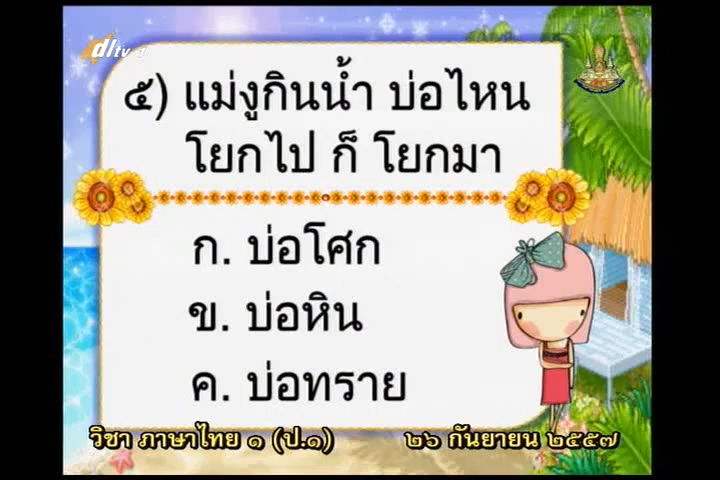 dltv 1
๕) แม่งูกินน้ำ บ่อไหน
โยกไป ก็ โยกมา
ก. บ่อโศก
ข. บ่อหิน
ค. บ่อทราย
วิชา ภาษาไทย ๑ (ป.๑) ๒๖ กันยายน ๒๕๕๗